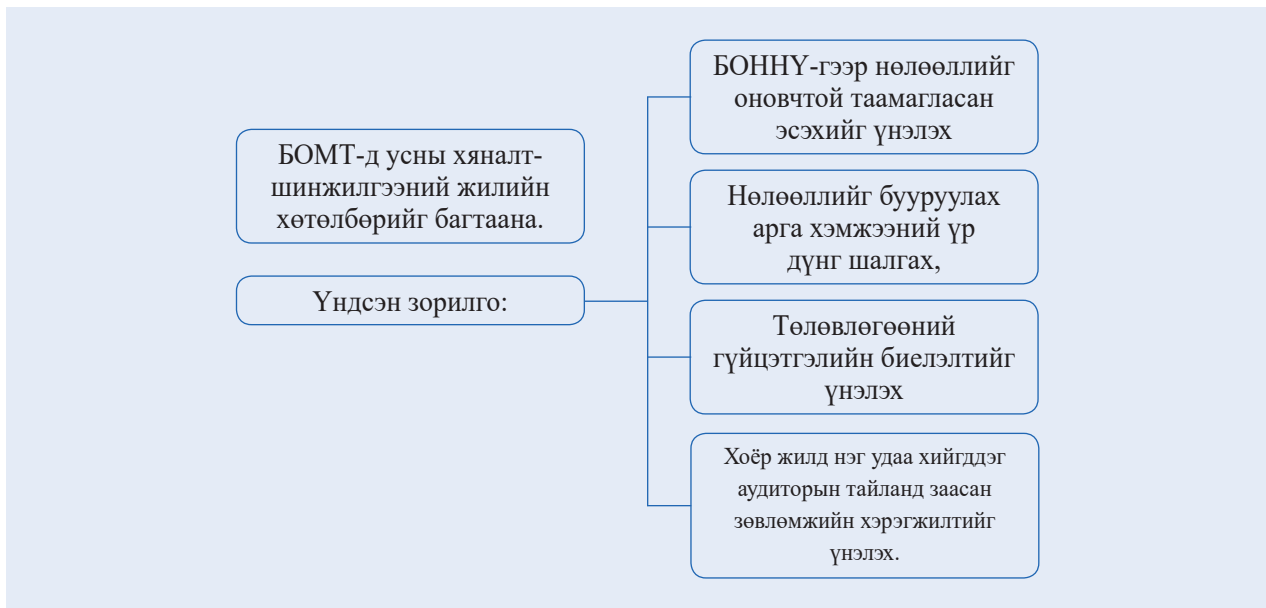 БОМТ-д усны хяналт-
шинжилгээний жилийн
хөтөлбөрийг багтаана.
Үндсэн зорилго:
БОННҮ-гээр нөлөөллийг
оновчтой таамагласан
эсэхийг үнэлэх
Нөлөөллийг бууруулах
арга хэмжээний үр
дүнг шалгах,
Төлөвлөгөөний
гүйцэтгэлийн биелэлтийг
үнэлэх
Хоёр жилд нэг удаа хийгддэг
аудиторын тайланд заасан
зөвлөмжийн хэрэгжилтийг
үнэлэх.